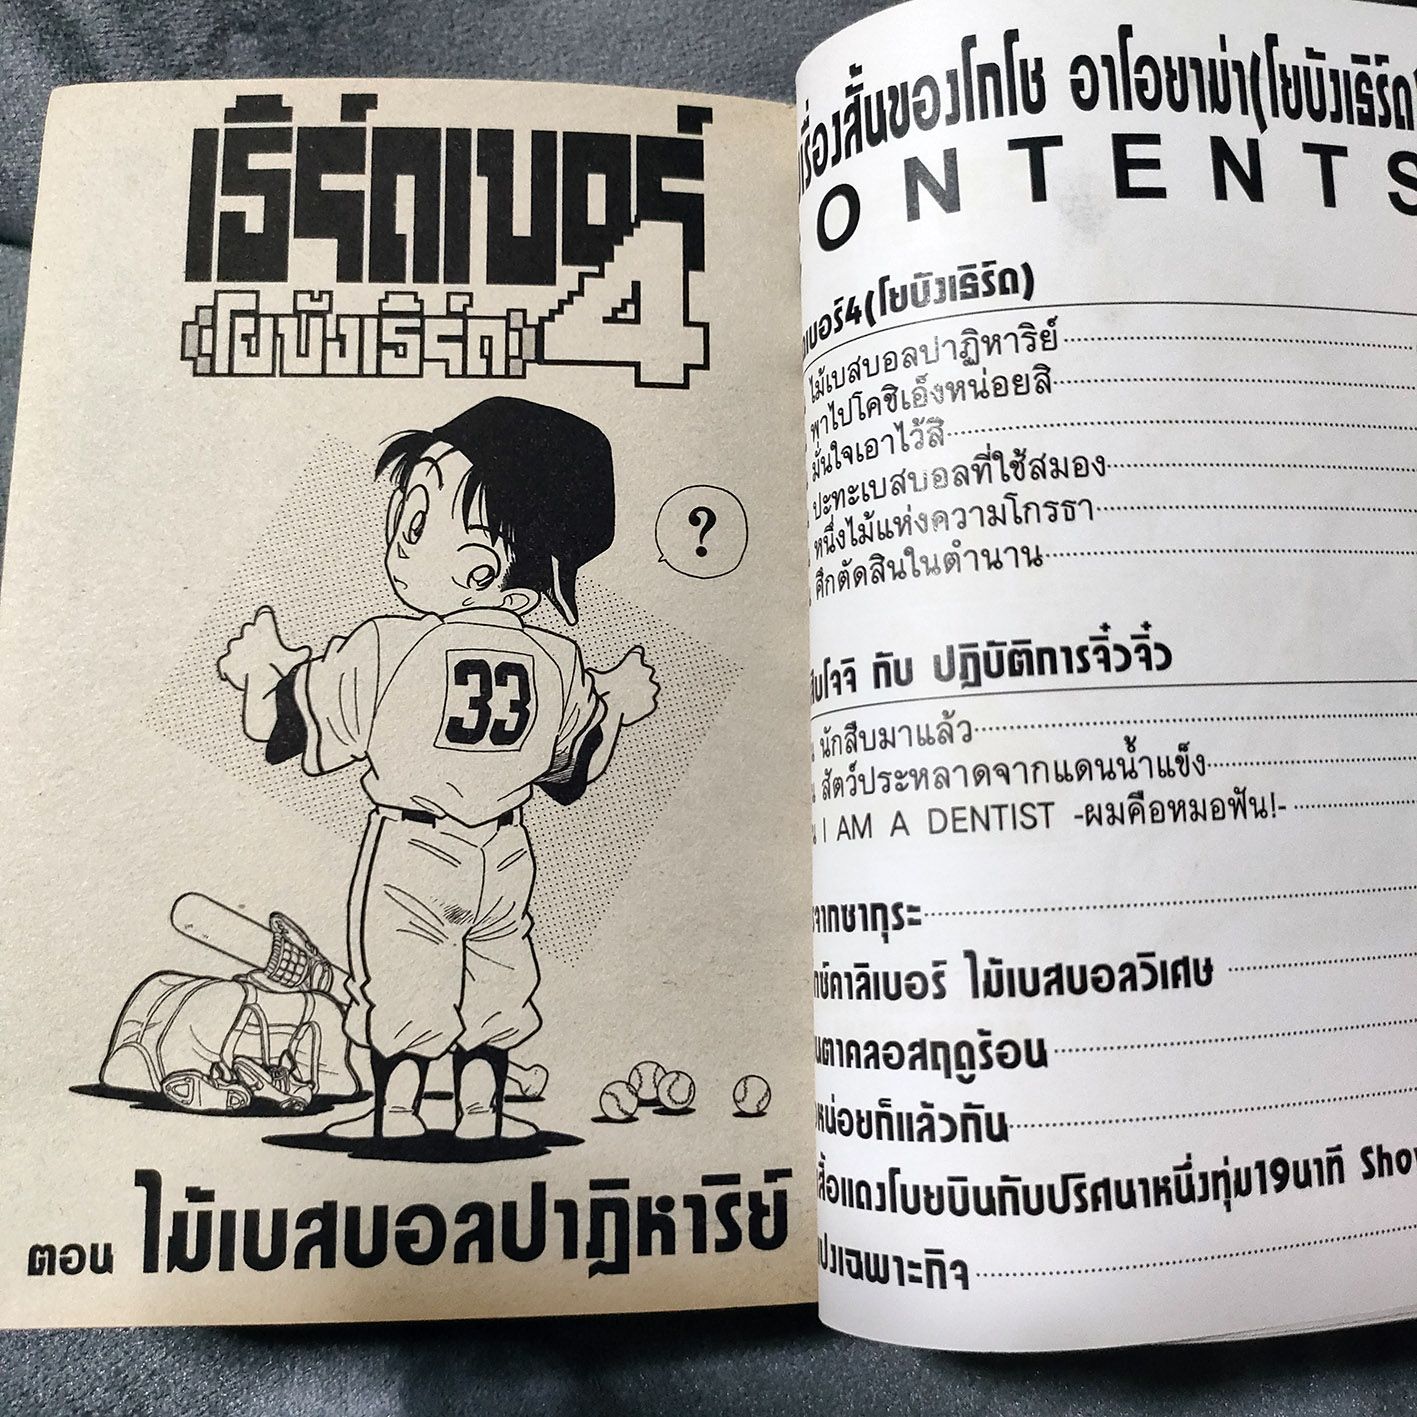 เธิร์ดเบอร์
4
(โยบังเธิร์ด)
?
33
ตอน ไม้เบสบอลปาฏิหาริย์
เรื่องสั้นของโกโช อาโอยาม่า(โยบังเธิร์ด
ONTENTS
เบอร์4(โยบังเธิร์ด)
ไม้เบสบอลปาฏิหาริย์
พาไปโคชิเอ็งหน่อยสิ
มั่นใจเอาไว้สิ
ปะทะเบสบอลที่ใช้สมอง
หนึ่งไม้แห่งความโกรธา
ศึกตัดสินในตำนาน
สืบโจจิ กับ ปฏิบัติการจิ๋วจิ๋ว
นักสืบมาแล้ว
สัตว์ประหลาดจากแดนน้ำแข็ง
I AM A DENTIST -ผมคือหมอฟัน!-
จากซากุระ
คาลิเบอร์ ไม้เบสบอลวิเศษ
ตาคลอสฤดูร้อน
หน่อยก็แล้วกัน
เสื้อแดงโบยบินกับปริศนาหนึ่งทุ่ม19นาที Show
แปงเฉพาะกิจ